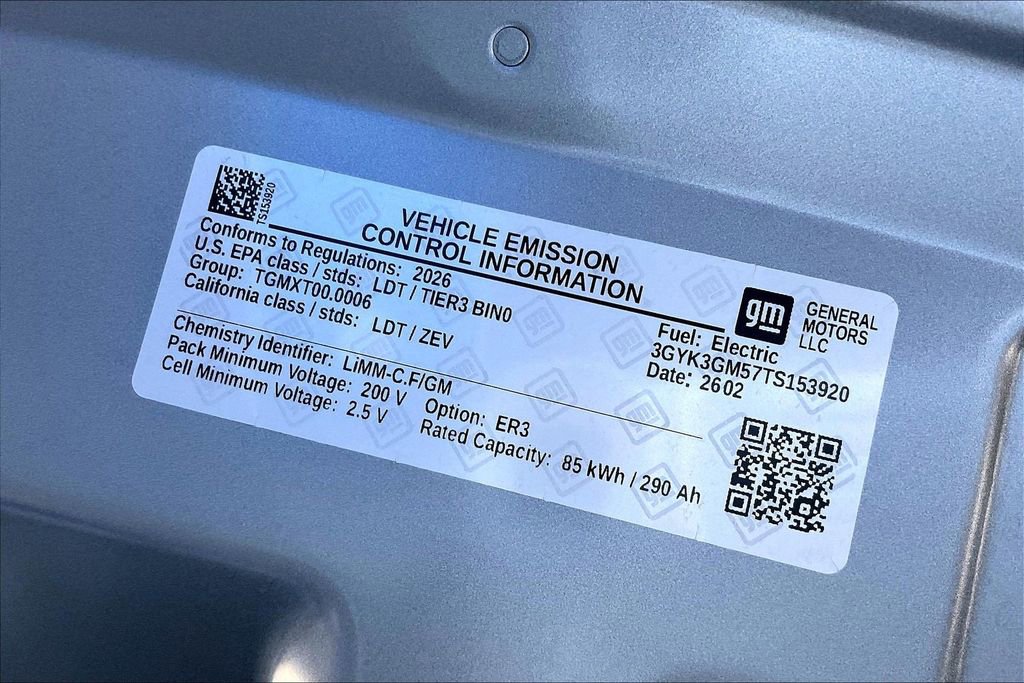 TS153920
VEHICLE EMISSION
CONTROL INFORMATION
Conforms to Regulations: 2026
U.S. EPA class / stds: LDT / TIER3 BIN0
Group: TGMXT00.0006
California class / stds: LDT / ZEV
gm
GENERAL
MOTORS
LLC
Fuel: Electric
3GYK3GM57TS153920
Date: 2602
Chemistry Identifier: LiMM-C.F/GM
Pack Minimum Voltage: 200 V Option: ER3
Cell Minimum Voltage: 2.5 V Rated Capacity: 85 kWh / 290 Ah